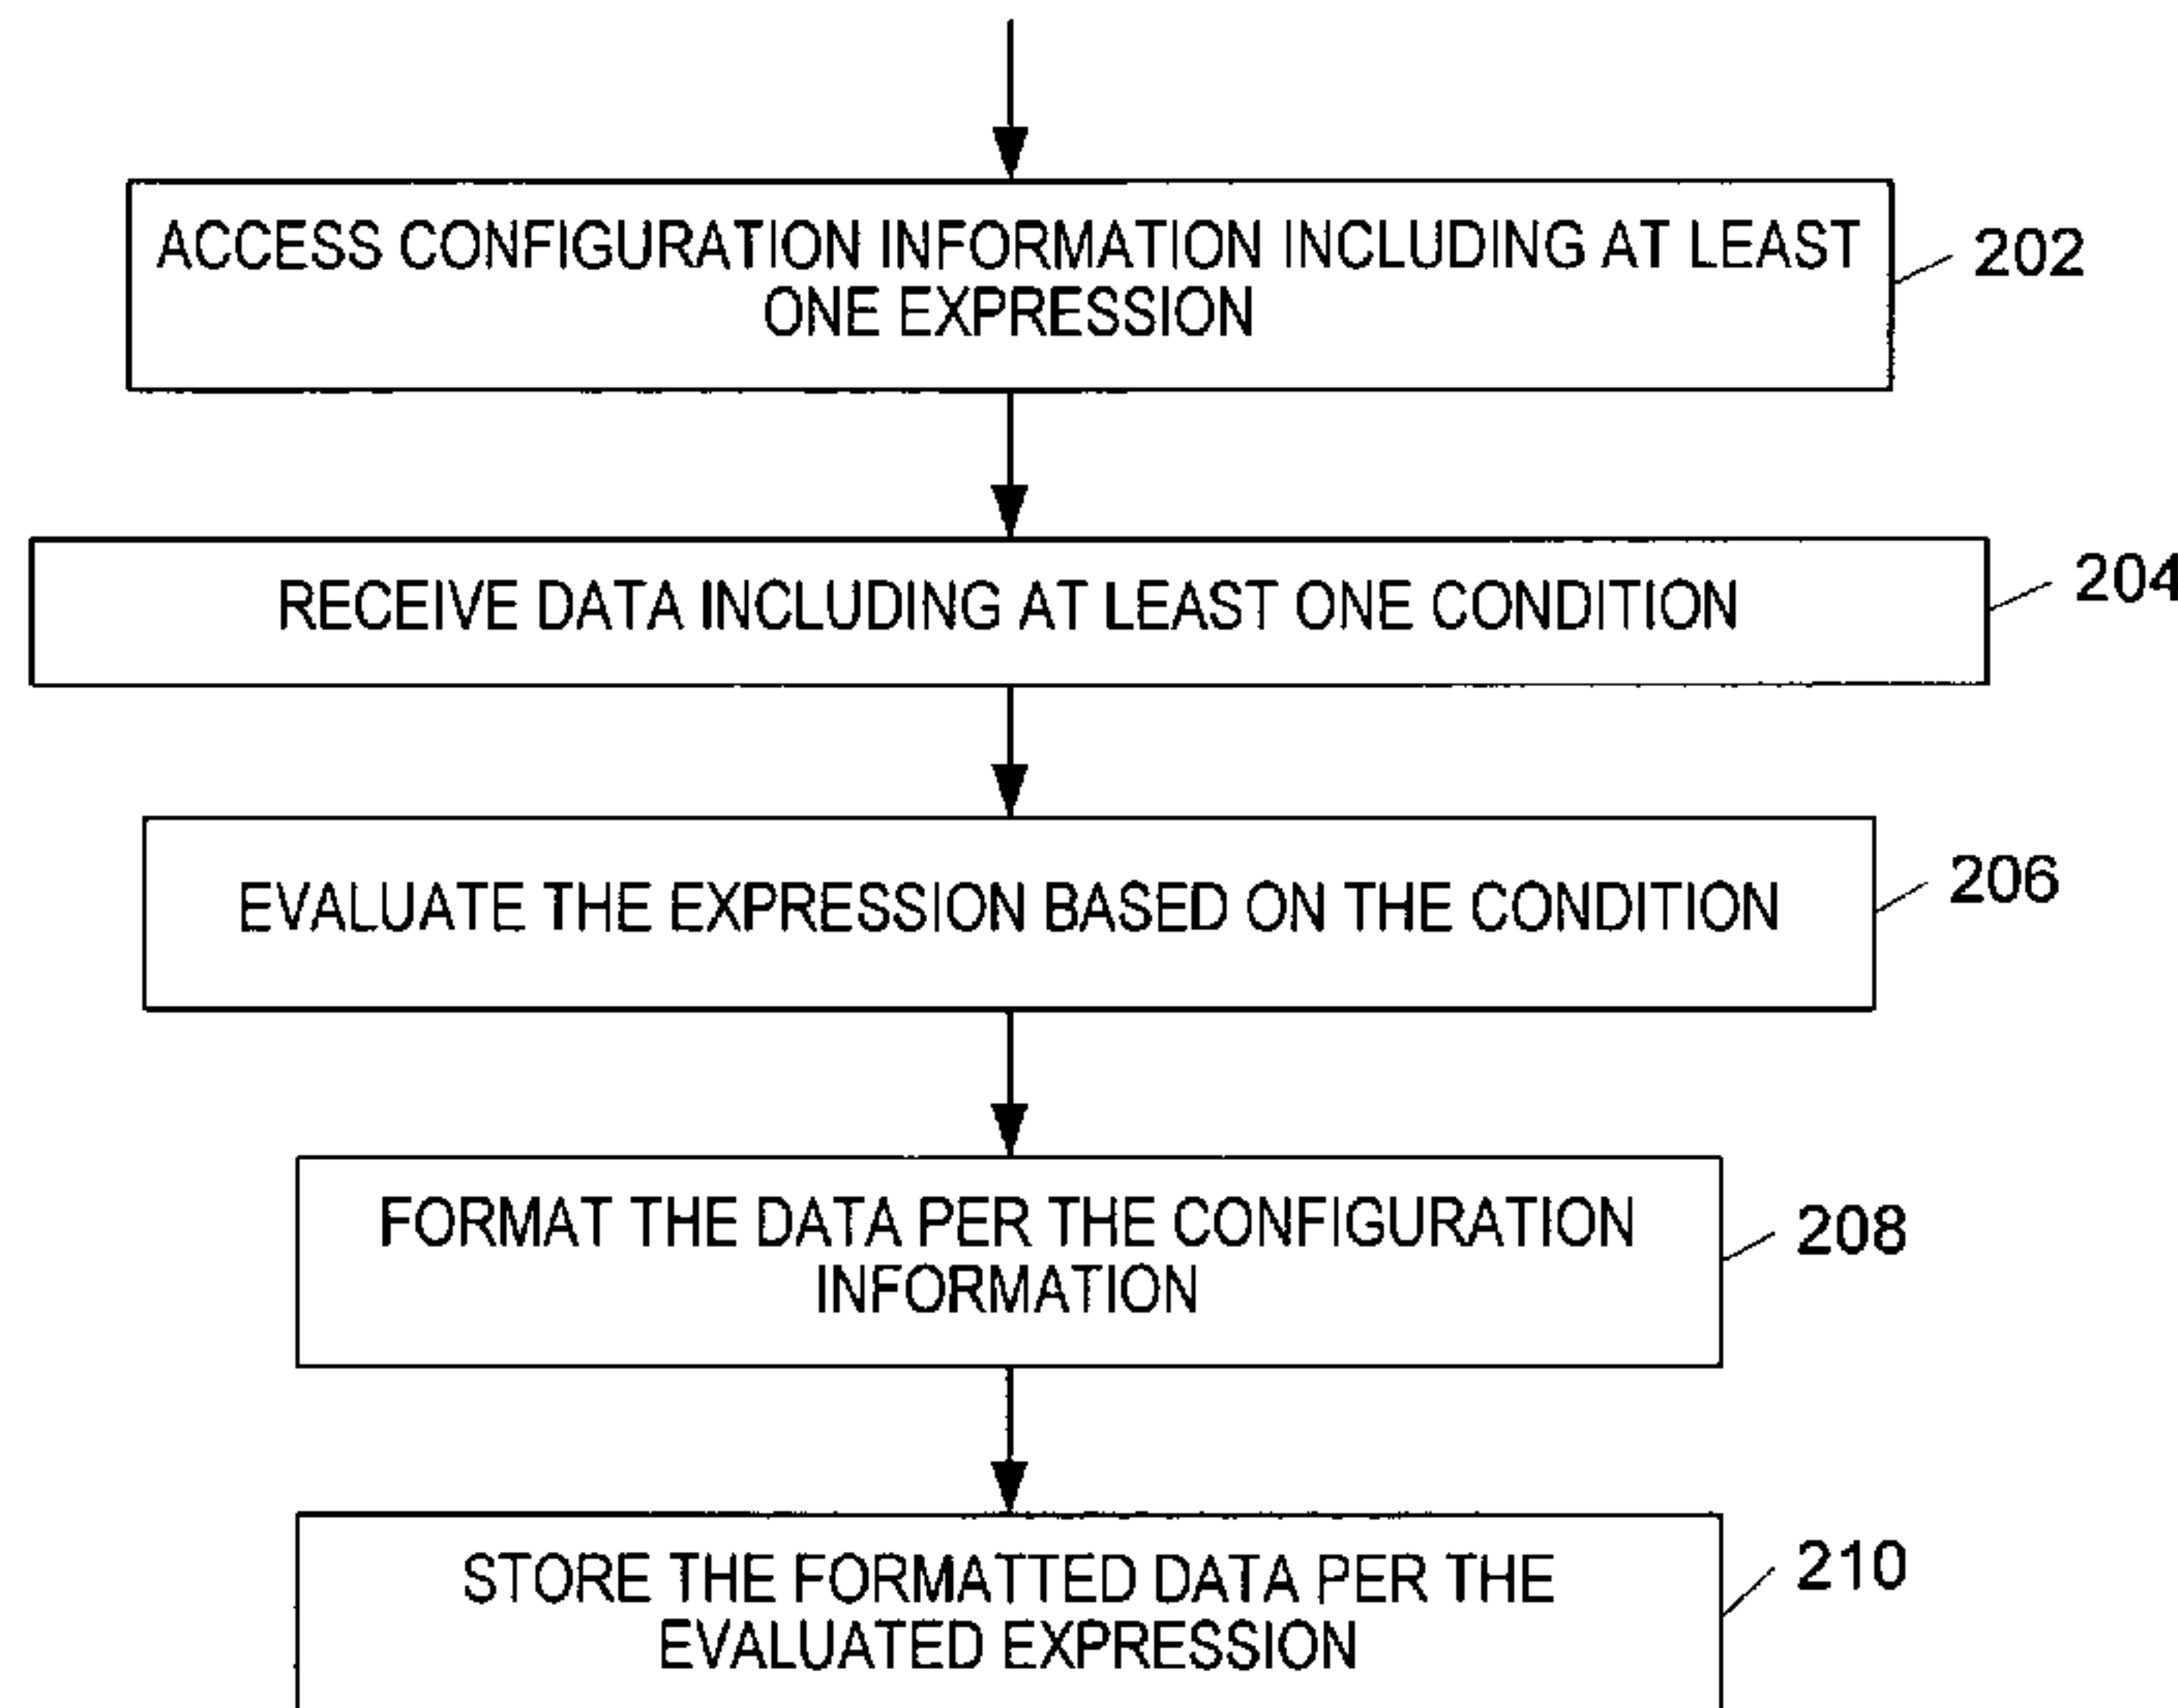 ACCESS CONFIGURATION INFORMATION INCLUDING AT LEAST
ONE EXPRESSION
202
RECEIVE DATA INCLUDING AT LEAST ONE CONDITION
204
EVALUATE THE EXPRESSION BASED ON THE CONDITION
206
FORMAT THE DATA PER THE CONFIGURATION
INFORMATION
208
STORE THE FORMATTED DATA PER THE
EVALUATED EXPRESSION
210